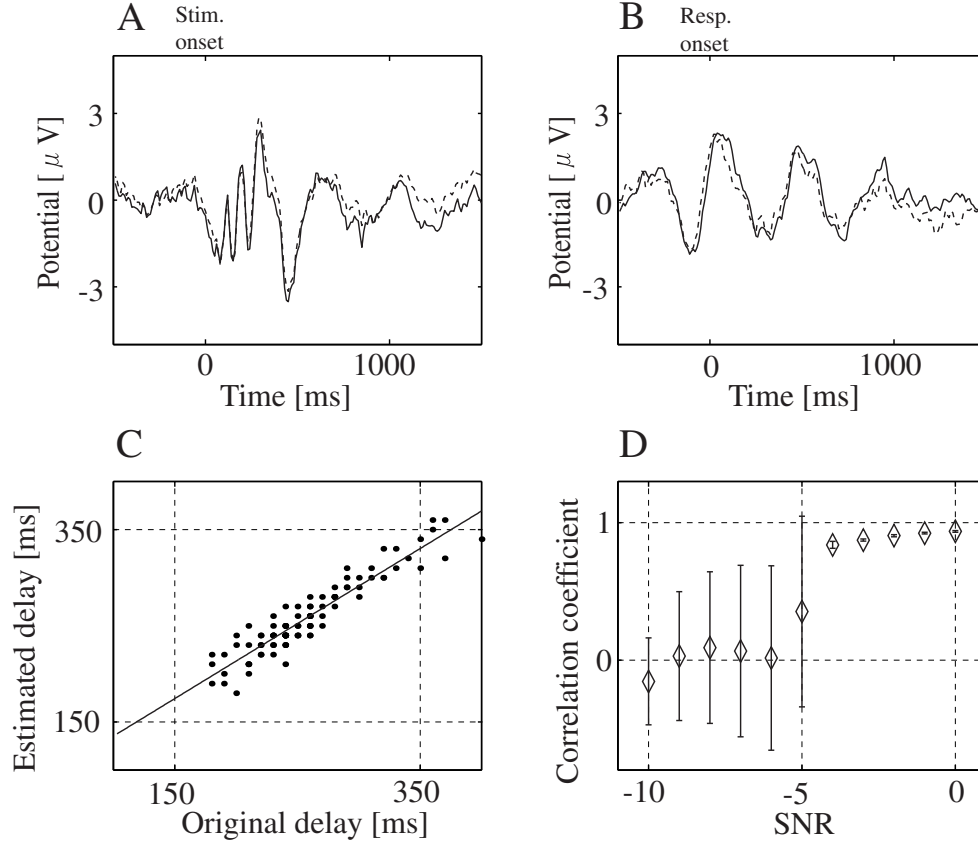 A
Stim.
onset
Potential [ μ V]
3
0
-3
0
1000
Time [ms]
B
Resp.
onset
Potential [ μ V]
3
0
-3
0
1000
Time [ms]
C
Estimated delay [ms]
350
150
150
350
Original delay [ms]
D
Correlation coefficient
1
0
-10
-5
0
SNR